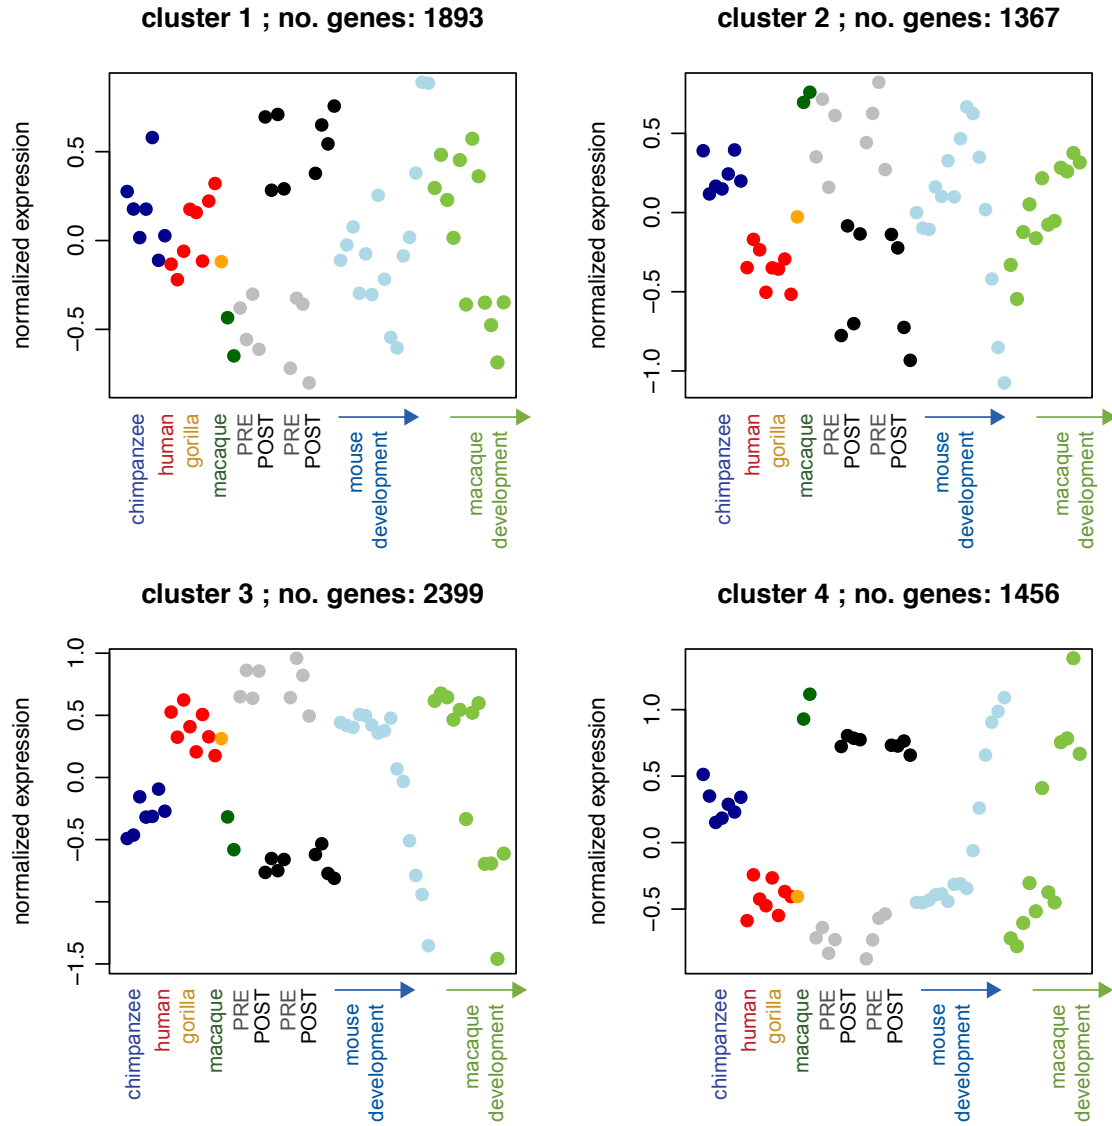 cluster 1 ; no. genes: 1893
normalized expression
0.5
0.0
−0.5
chimpanzee
human
gorilla
macaque
PRE
POST
PRE
POST
mouse
development
macaque
development
cluster 2 ; no. genes: 1367
normalized expression
0.5
0.0
−0.5
−1.0
chimpanzee
human
gorilla
macaque
PRE
POST
PRE
POST
mouse
development
macaque
development
cluster 3 ; no. genes: 2399
normalized expression
1.0
0.5
0.0
−0.5
−1.5
chimpanzee
human
gorilla
macaque
PRE
POST
PRE
POST
mouse
development
macaque
development
cluster 4 ; no. genes: 1456
normalized expression
1.0
0.5
0.0
−0.5
chimpanzee
human
gorilla
macaque
PRE
POST
PRE
POST
mouse
development
macaque
development